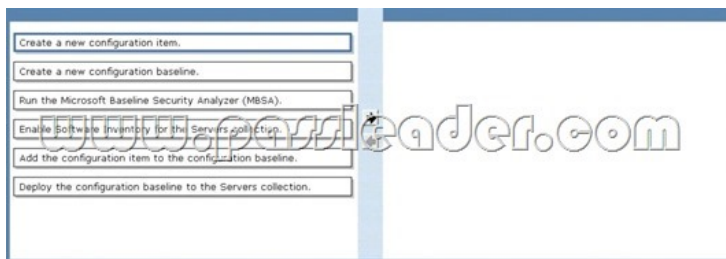 Create a new configuration item.
Create a new configuration baseline.
Run the Microsoft Baseline Security Analyzer (MBSA).
Enable Software Inventory for the Servers collection.
www.passleader.com
Add the configuration item to the configuration baseline.
Deploy the configuration baseline to the Servers collection.